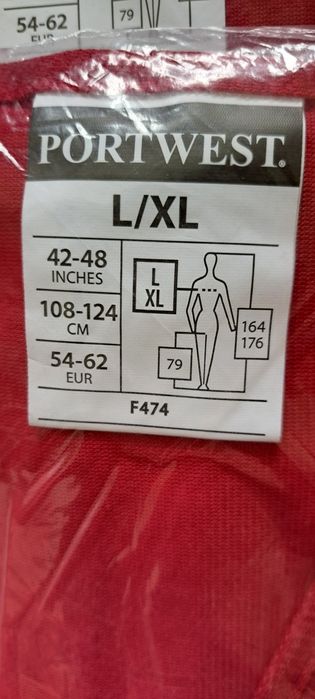 54-62
EUR
79
PORTWEST.
L/XL
42-48
INCHES
108-124
CM
54-62
EUR
L
XL
164
176
79
F474